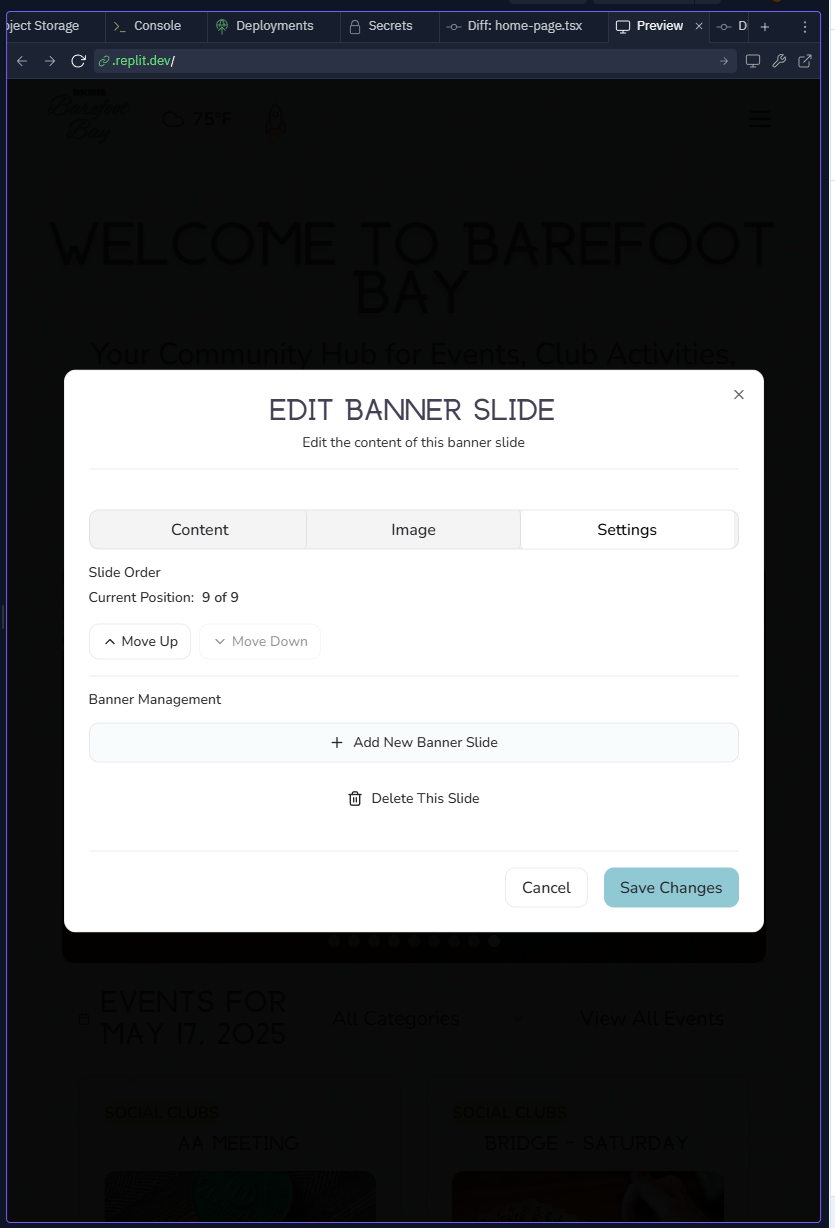 ject Storage
Console
Deployments
Secrets
Diff: home-page.tsx
Preview
D
.replit.dev/
Barefoot
Bay
75°F
WELCOME TO BAREFOOT
BAY
Your Community Hub for Events, Club Activities,
EDIT BANNER SLIDE
Edit the content of this banner slide
Content
Image
Settings
Slide Order
Current Position: 9 of 9
Move Up
Move Down
Banner Management
Add New Banner Slide
Delete This Slide
Cancel
Save Changes
EVENTS FOR
MAY 17, 2025
All Categories
View All Events
SOCIAL CLUBS
SOCIAL CLUBS
AA MEETING
BRIDGE - SATURDAY